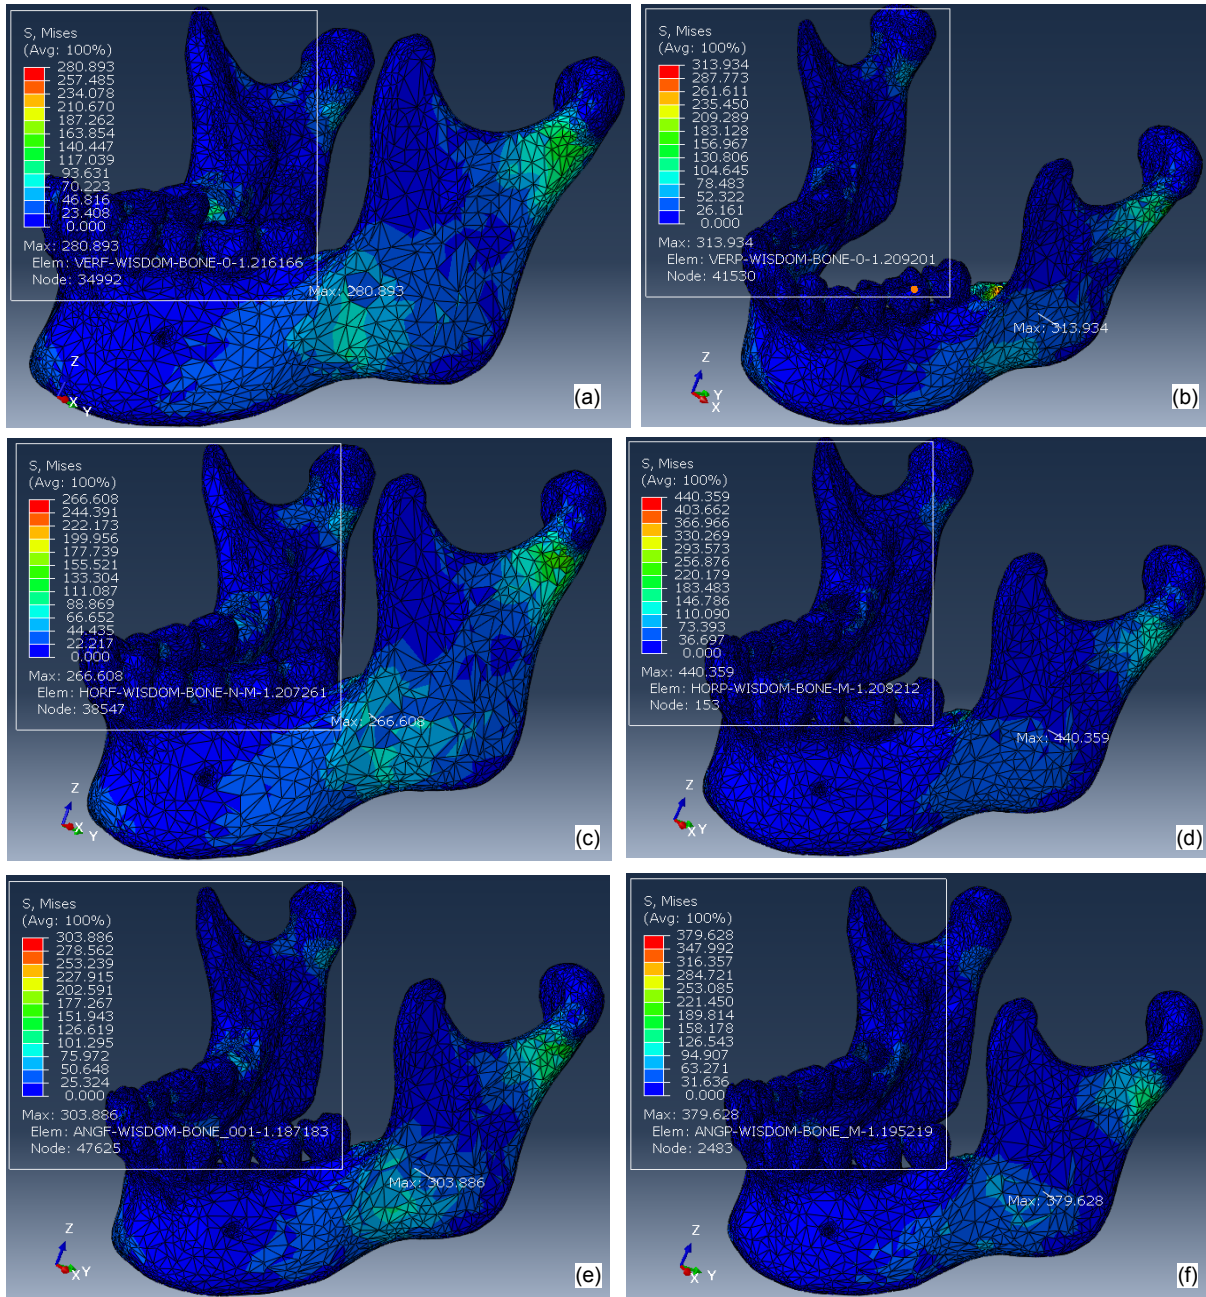 S, Mises
(Avg: 100%)
280.893
257.485
234.078
210.670
187.262
163.854
140.447
117.039
93.631
70.223
46.816
23.408
0.000
Max: 280.893
Elem: VERF-WISDOM-BONE-0-1.216166
Node: 34992
Max: 280.893
Z
X
Y
(a)
S, Mises
(Avg: 100%)
313.934
287.773
261.611
235.450
209.289
183.128
156.967
130.806
104.645
78.483
52.322
26.161
0.000
Max: 313.934
Elem: VERP-WISDOM-BONE-0-1.209201
Node: 41530
Max: 313.934
Z
Y
X
(b)
S, Mises
(Avg: 100%)
266.608
244.391
222.173
199.956
177.739
155.521
133.304
111.087
88.869
66.652
44.435
22.217
0.000
Max: 266.608
Elem: HORF-WISDOM-BONE-N-M-1.207261
Node: 38547
Max: 266.608
Z
X
Y
(c)
S, Mises
(Avg: 100%)
440.359
403.662
366.966
330.269
293.573
256.876
220.179
183.483
146.786
110.090
73.393
36.697
0.000
Max: 440.359
Elem: HORP-WISDOM-BONE-M-1.208212
Node: 153
Max: 440.359
Z
X Y
(d)
S, Mises
(Avg: 100%)
303.886
278.562
253.239
227.915
202.591
177.267
151.943
126.619
101.295
75.972
50.648
25.324
0.000
Max: 303.886
Elem: ANGF-WISDOM-BONE_001-1.187183
Node: 47625
Max: 303.886
Z
X Y
(e)
S, Mises
(Avg: 100%)
379.628
347.992
316.357
284.721
253.085
221.450
189.814
158.178
126.543
94.907
63.271
31.636
0.000
Max: 379.628
Elem: ANGP-WISDOM-BONE_M-1.195219
Node: 2483
Max: 379.628
Z
X Y
(f)